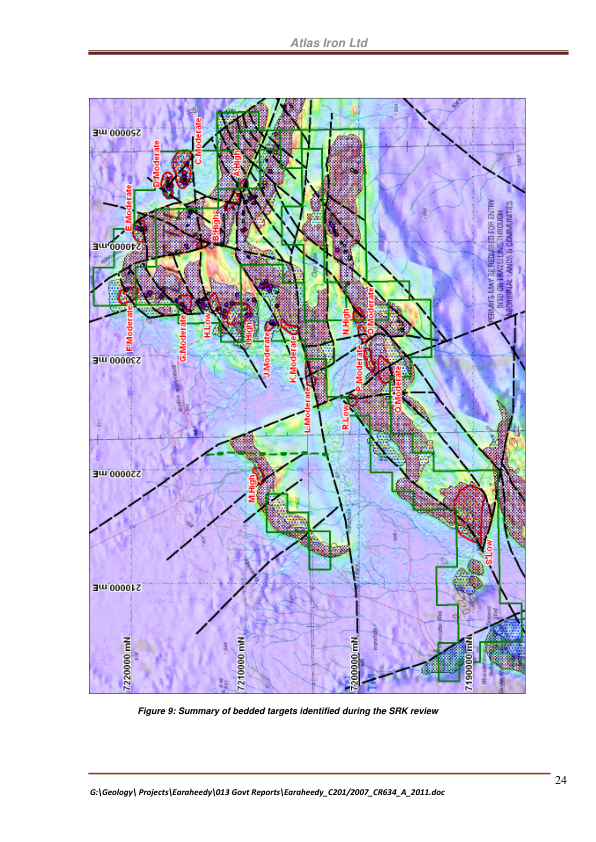 Atlas Iron Ltd
250000 mE
C.Moderate
D.Moderate
A.High
E.Moderate
B.High
240000 mE
PERMITS MAY BE REQUIRED FOR ENTRY
INTO OR TRAVELLING THROUGH
ABORIGINAL LANDS & COMMUNITIES
F.Moderate
G.Moderate
H.Low
I.High
J.Moderate
K.Moderate
N.High
O.Moderate
230000 mE
L.Moderate
R.Low
P.Moderate
Q.Moderate
220000 mE
M.High
S.Low
210000 mE
7220000 mN
7210000 mN
7200000 mN
7190000 mN
Figure 9: Summary of bedded targets identified during the SRK review
24
G:\Geology\ Projects\Earaheedy\013 Govt Reports\Earaheedy_C201/2007_CR634_A_2011.doc